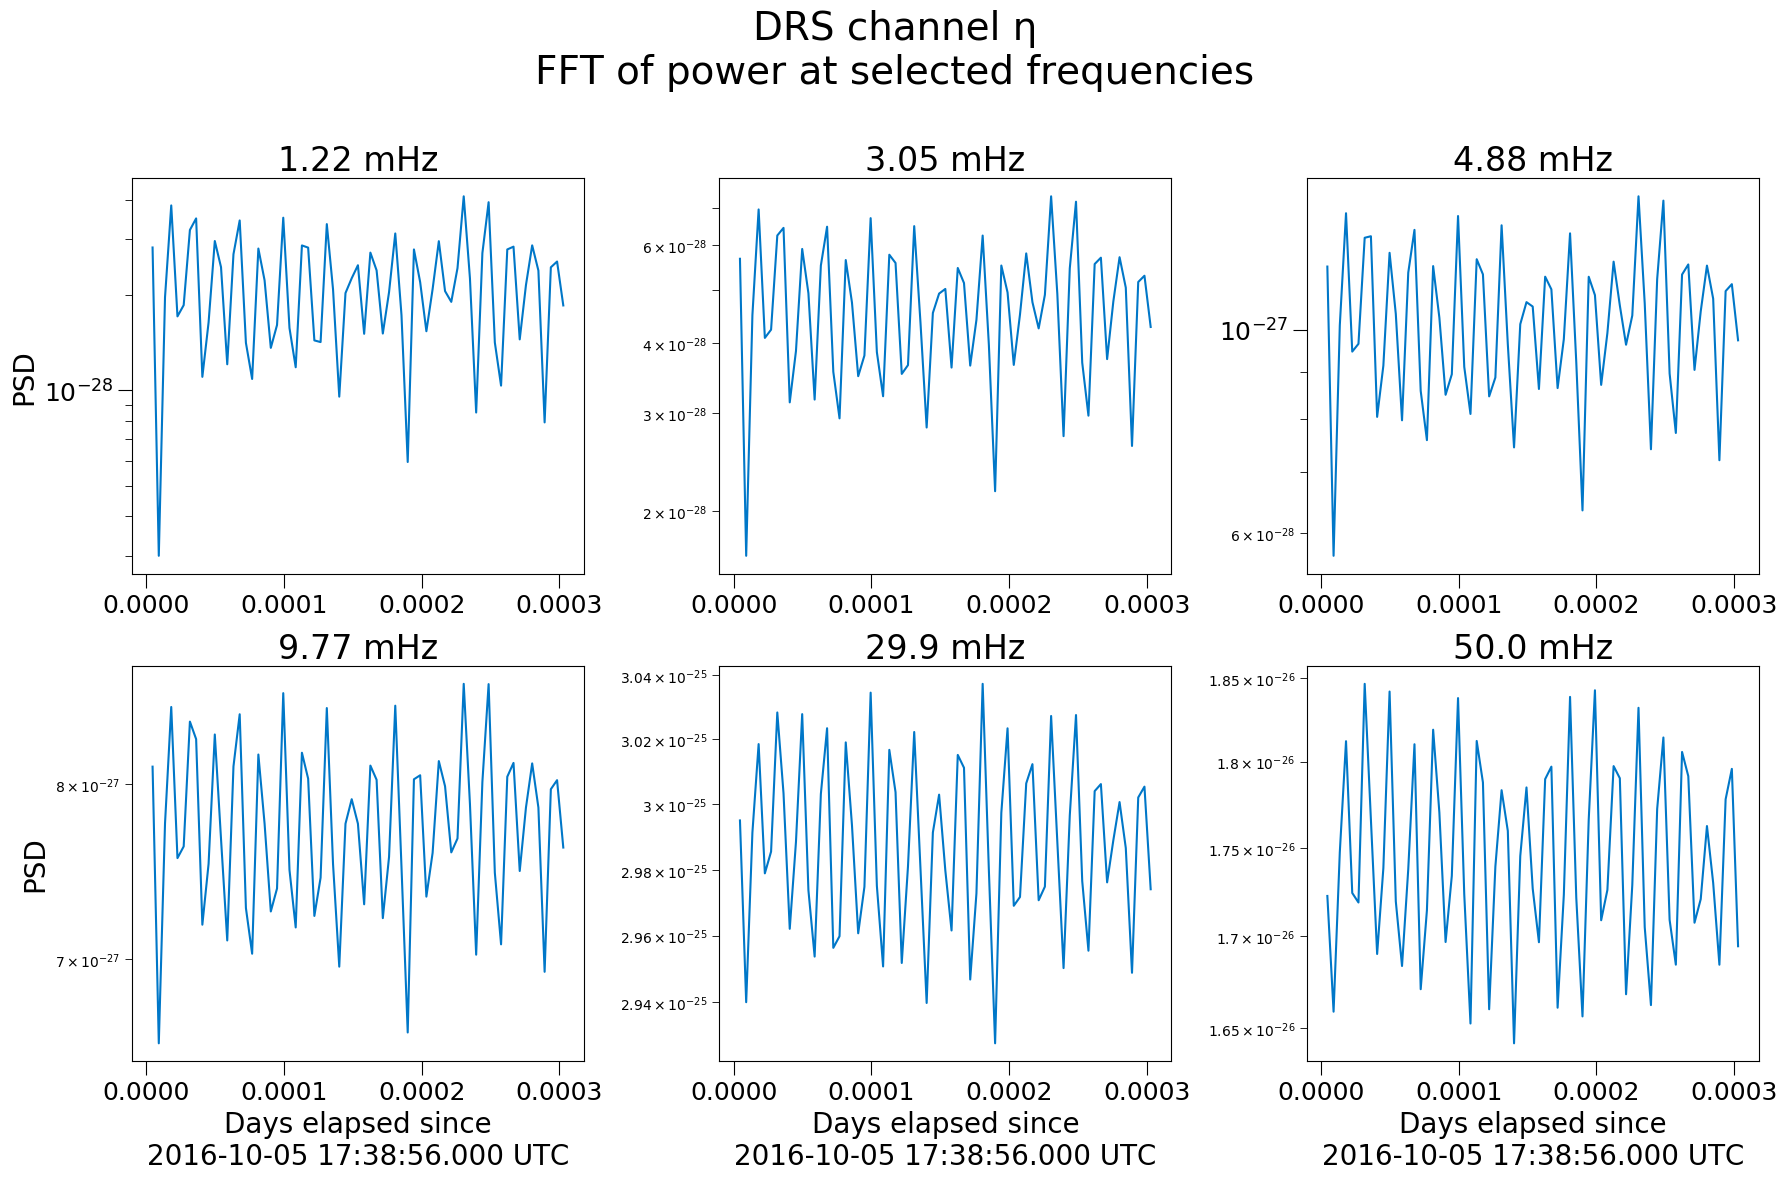 DRS channel η
FFT of power at selected frequencies
1.22 mHz
3.05 mHz
4.88 mHz
PSD
10⁻²⁸
0.0000 0.0001 0.0002 0.0003
6 × 10⁻²⁸
4 × 10⁻²⁸
3 × 10⁻²⁸
2 × 10⁻²⁸
0.0000 0.0001 0.0002 0.0003
10⁻²⁷
6 × 10⁻²⁸
0.0000 0.0001 0.0002 0.0003
9.77 mHz
29.9 mHz
50.0 mHz
PSD
8 × 10⁻²⁷
7 × 10⁻²⁷
0.0000 0.0001 0.0002 0.0003
Days elapsed since
2016-10-05 17:38:56.000 UTC
3.04 × 10⁻²⁵
3.02 × 10⁻²⁵
3 × 10⁻²⁵
2.98 × 10⁻²⁵
2.96 × 10⁻²⁵
2.94 × 10⁻²⁵
0.0000 0.0001 0.0002 0.0003
Days elapsed since
2016-10-05 17:38:56.000 UTC
1.85 × 10⁻²⁶
1.8 × 10⁻²⁶
1.75 × 10⁻²⁶
1.7 × 10⁻²⁶
1.65 × 10⁻²⁶
0.0000 0.0001 0.0002 0.0003
Days elapsed since
2016-10-05 17:38:56.000 UTC